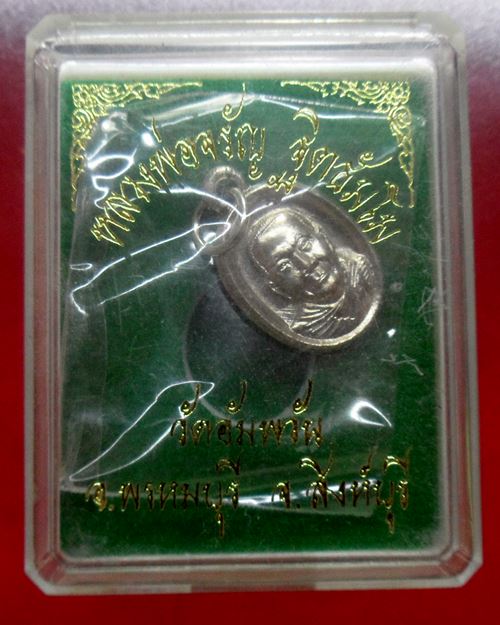 หลวงพ่อจรัญ ฐิตธัมโม
วัดอัมพวัน
อ.พรหมบุรี จ.สิงห์บุรี